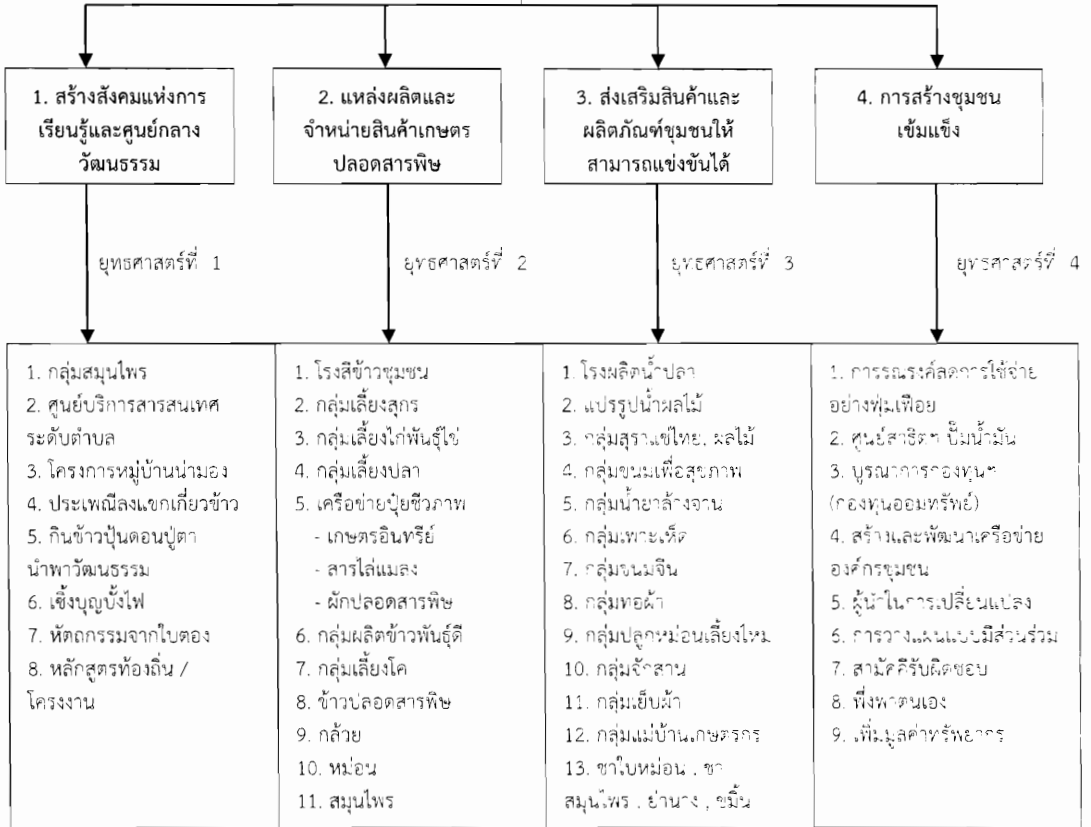 1. สร้างสังคมแห่งการ
เรียนรู้และศูนย์กลาง
วัฒนธรรม
2. แหล่งผลิตและ
จำหน่ายสินค้าเกษตร
ปลอดสารพิษ
3. ส่งเสริมสินค้าและ
ผลิตภัณฑ์ชุมชนให้
สามารถแข่งขันได้
4. การสร้างชุมชน
เข้มแข็ง
ยุทธศาสตร์ที่ 1
ยุทธศาสตร์ที่ 2
ยุทธศาสตร์ที่ 3
ยุทธศาสตร์ที่ 4
1. กลุ่มสมุนไพร
2. ศูนย์บริการสารสนเทศ
ระดับตำบล
3. โครงการหมู่บ้านน่ามอง
4. ประเพณีลงแขกเกี่ยวข้าว
5. กินข้าวปุ้นดอนปู่ตา
นำพาวัฒนธรรม
6. เซิ้งบุญบั้งไฟ
7. หัตถกรรมจากใบตอง
8. หลักสูตรท้องถิ่น /
โครงงาน
1. โรงสีข้าวชุมชน
2. กลุ่มเลี้ยงสุกร
3. กลุ่มเลี้ยงไก่พันธุ์ไข่
4. กลุ่มเลี้ยงปลา
5. เครือข่ายปุ๋ยชีวภาพ
- เกษตรอินทรีย์
- สารไล่แมลง
- ผักปลอดสารพิษ
6. กลุ่มผลิตข้าวพันธุ์ดี
7. กลุ่มเลี้ยงโค
8. ข้าวปลอดสารพิษ
9. กล้วย
10. หม่อน
11. สมุนไพร
1. โรงผลิตน้ำปลา
2. แปรรูปน้ำผลไม้
3. กลุ่มสุราแช่ไทย, ผลไม้
4. กลุ่มขนมเพื่อสุขภาพ
5. กลุ่มน้ำยาล้างจาน
6. กลุ่มเพาะเห็ด
7. กลุ่มขนมจีน
8. กลุ่มทอผ้า
9. กลุ่มปลูกหม่อนเลี้ยงไหม
10. กลุ่มจักสาน
11. กลุ่มเย็บผ้า
12. กลุ่มแม่บ้านเกษตรกร
13. ชาใบหม่อน , ชา
สมุนไพร , ย่านาง , ขมิ้น
1. การรณรงค์ลดการใช้จ่าย
อย่างฟุ่มเฟือย
2. ศูนย์สาธิตฯ ปั๊มน้ำมัน
3. บูรณาการกองทุนฯ
(กองทุนออมทรัพย์)
4. สร้างและพัฒนาเครือข่าย
องค์กรชุมชน
5. ผู้นำในการเปลี่ยนแปลง
6. การวางแผนแบบมีส่วนร่วม
7. สามัคคีรับผิดชอบ
8. พึ่งพาตนเอง
9. เพิ่มมูลค่าทรัพยากร